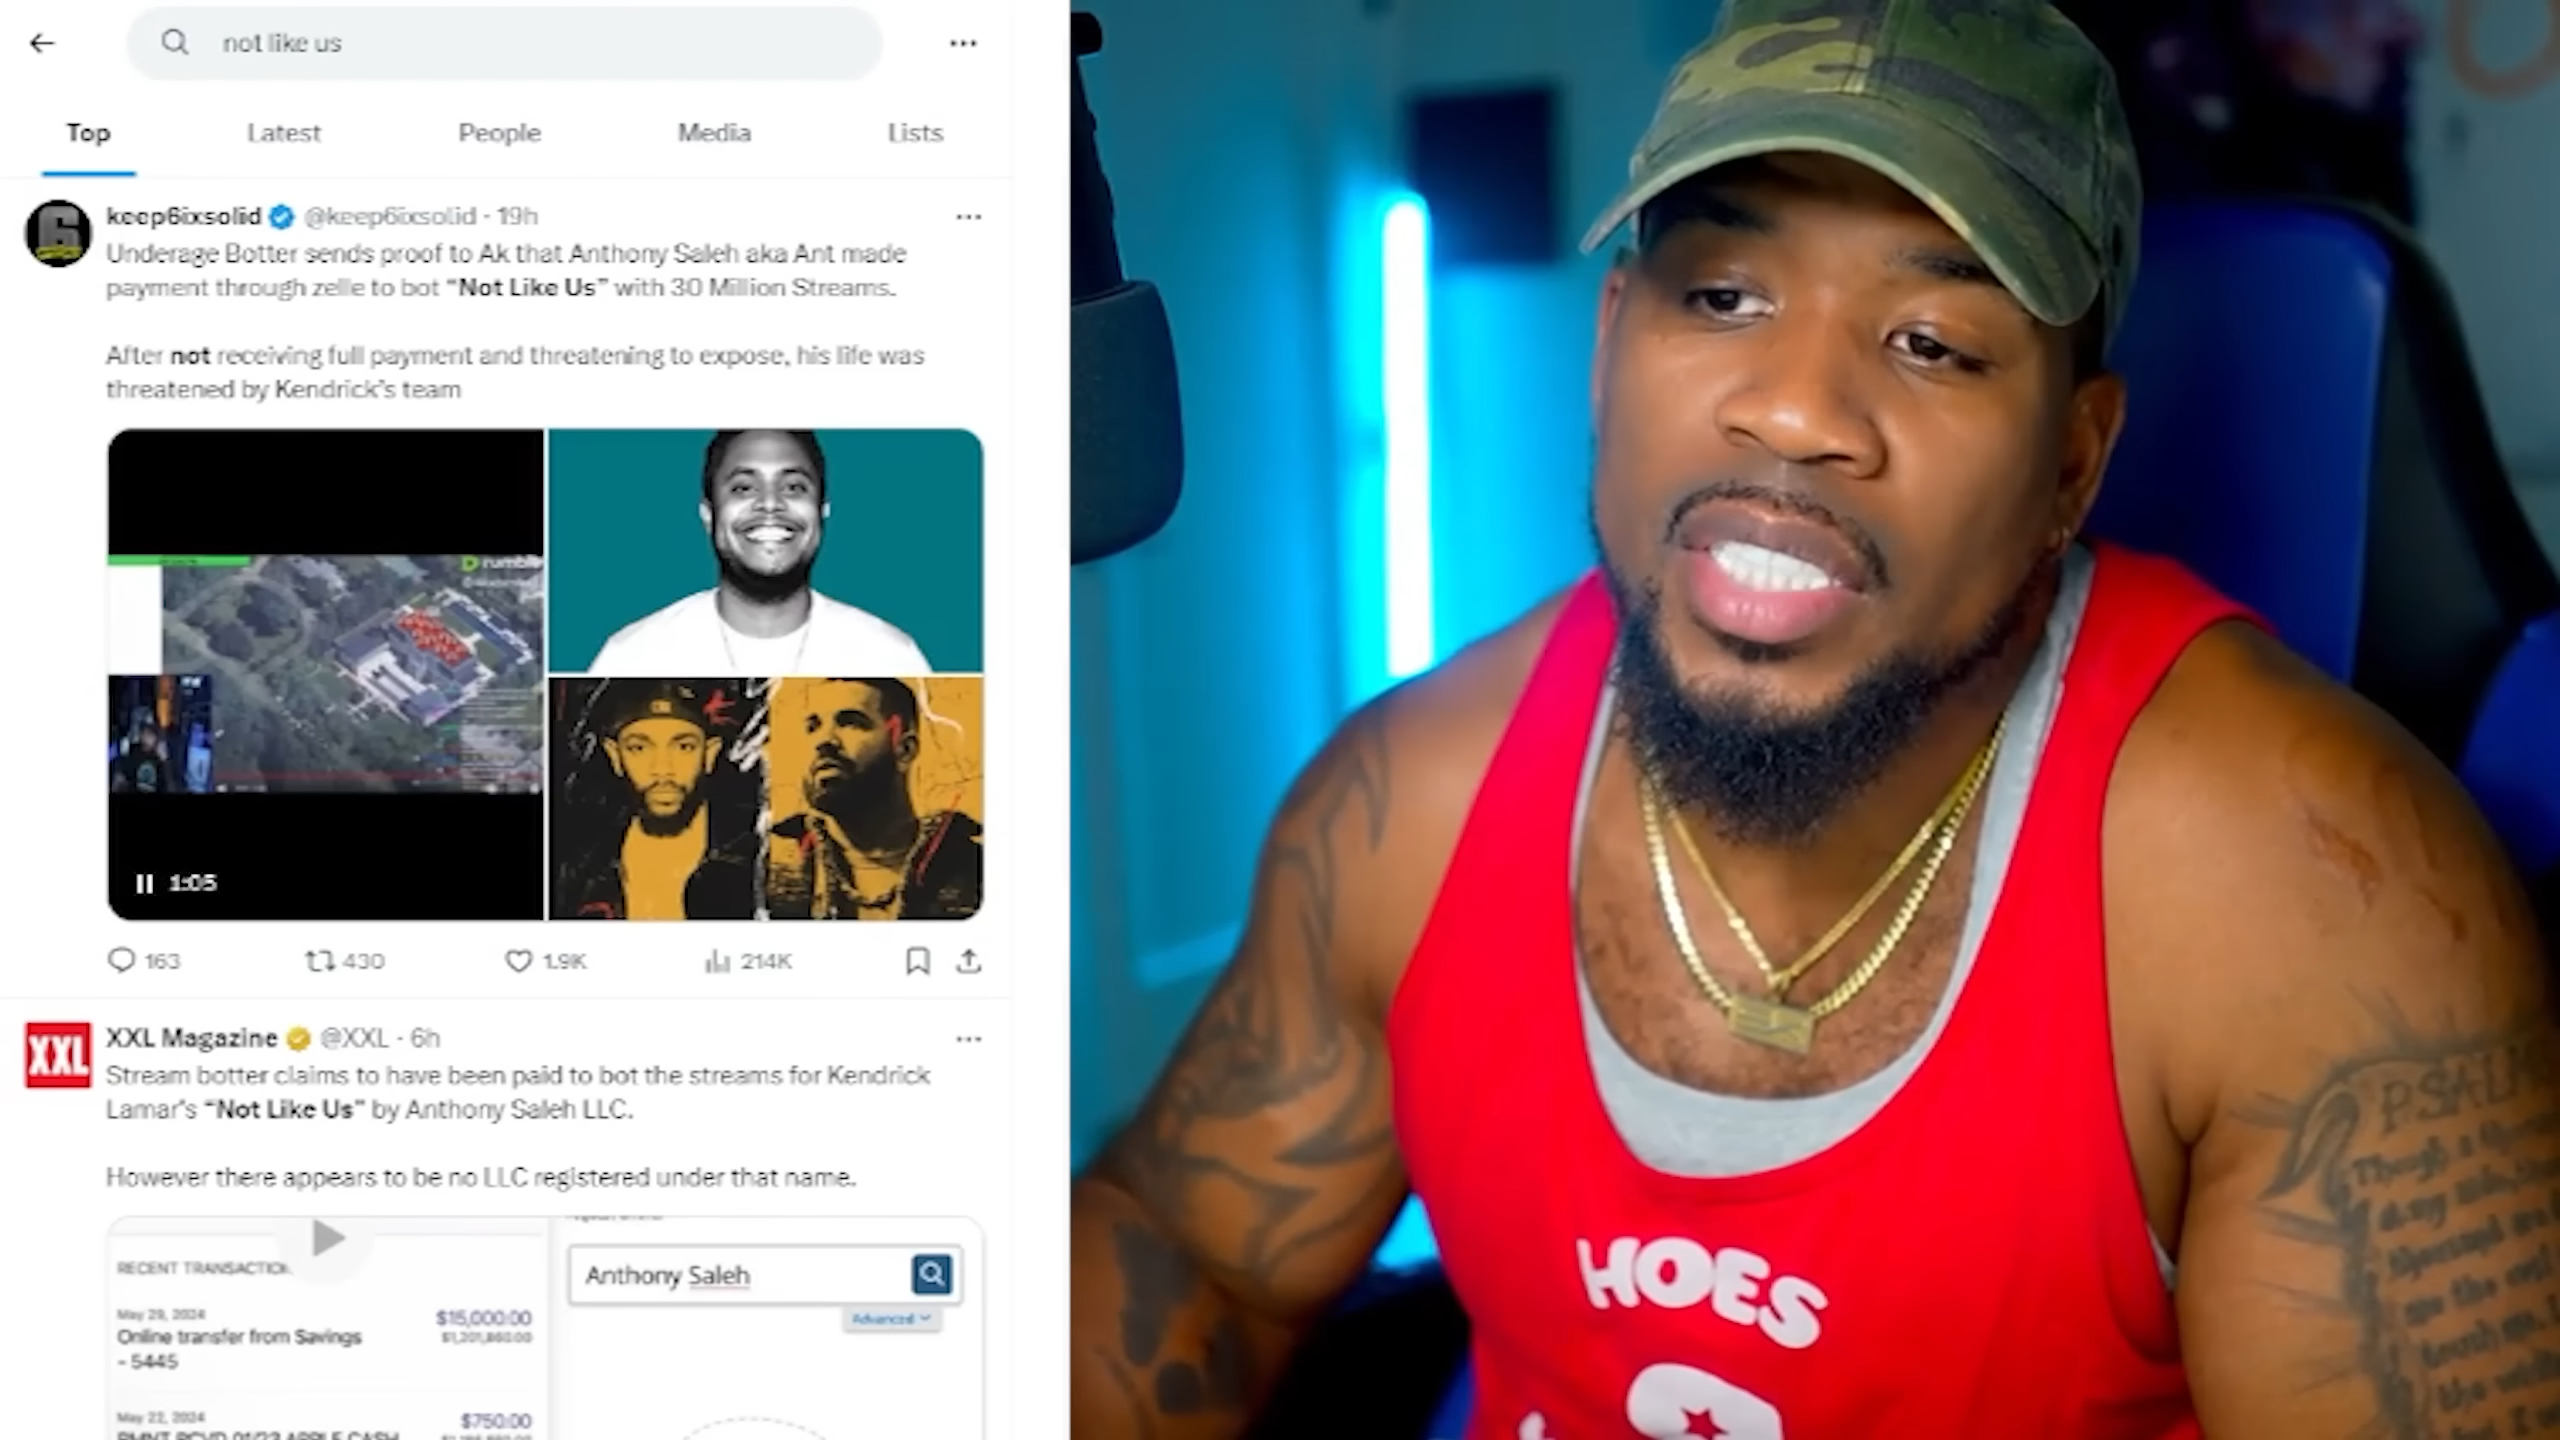 not like us
Top Latest People Media Lists
keep6ixsolid @keep6ixsolid · 19h
Underage Botter sends proof to Ak that Anthony Saleh aka Ant made
payment through zelle to bot “Not Like Us” with 30 Million Streams.
After not receiving full payment and threatening to expose, his life was
threatened by Kendrick’s team
rumble
1:05
163 430 1.9K 214K
XXL
XXL Magazine @XXL · 6h
Stream botter claims to have been paid to bot the streams for Kendrick
Lamar’s “Not Like Us” by Anthony Saleh LLC.
However there appears to be no LLC registered under that name.
RECENT
May 29, 2024 $15,000.00
Online transfer from Savings
- 5445
Anthony Saleh
Advanced
May 22, 2024 $750.00
HOES
PSALM